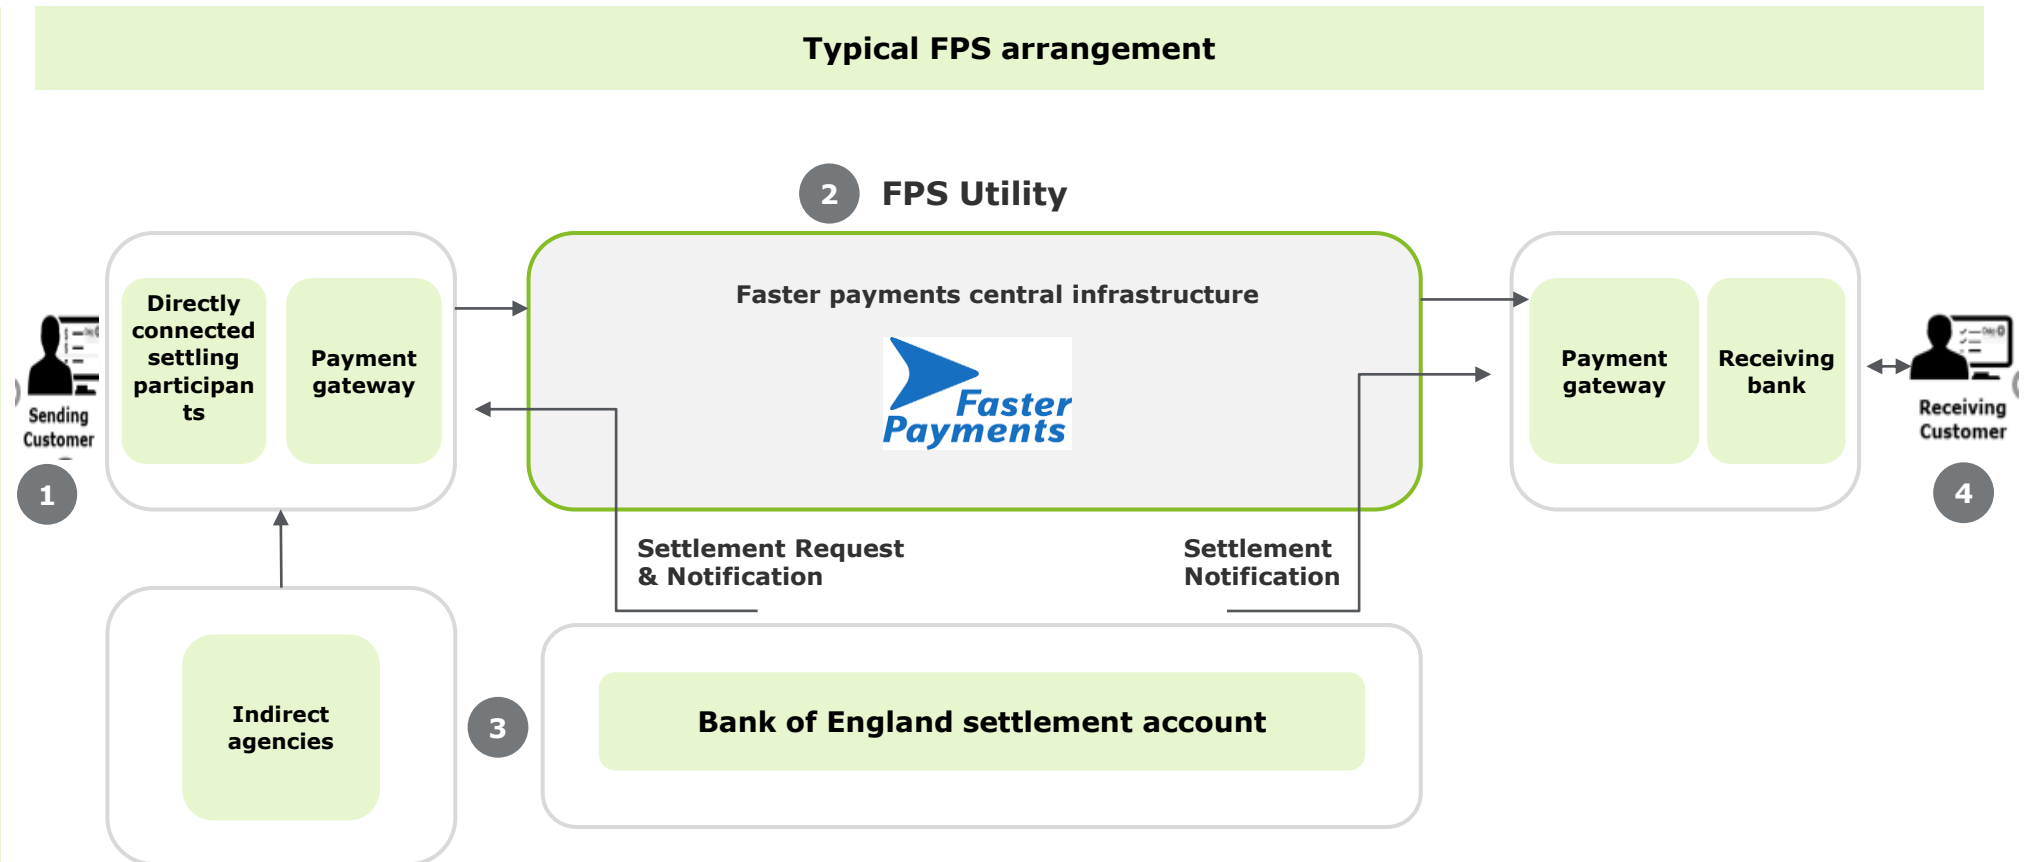 Typical FPS arrangement
2
FPS Utility
Faster payments central infrastructure
Directly
connected
settling
participan
ts
Payment
gateway
Sending
Customer
1
Faster
Payments
Payment
gateway
Receiving
bank
Receiving
Customer
4
Settlement Request
& Notification
Settlement
Notification
Indirect
agencies
3
Bank of England settlement account